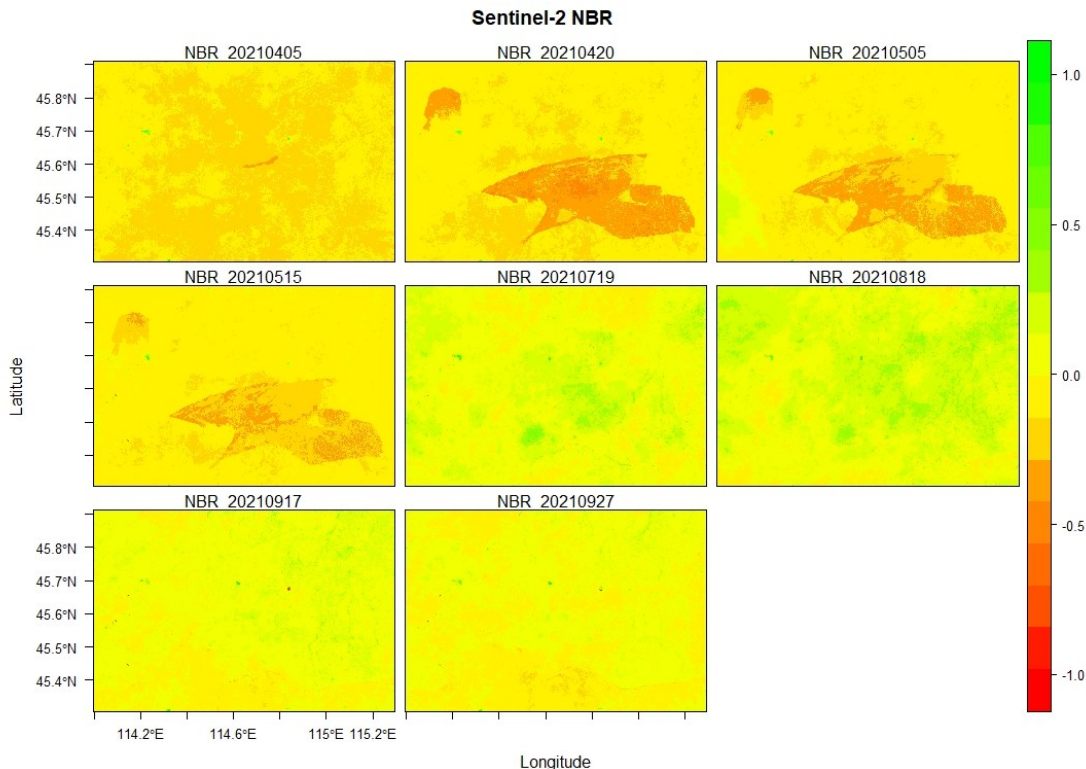 Sentinel-2 NBR
NBR_20210405
NBR_20210420
NBR_20210505
45.8°N
45.7°N
45.6°N
45.5°N
45.4°N
NBR_20210515
NBR_20210719
NBR_20210818
NBR_20210917
NBR_20210927
45.8°N
45.7°N
45.6°N
45.5°N
45.4°N
114.2°E
114.6°E
115°E
115.2°E
Latitude
Longitude
1.0
0.5
0.0
-0.5
-1.0